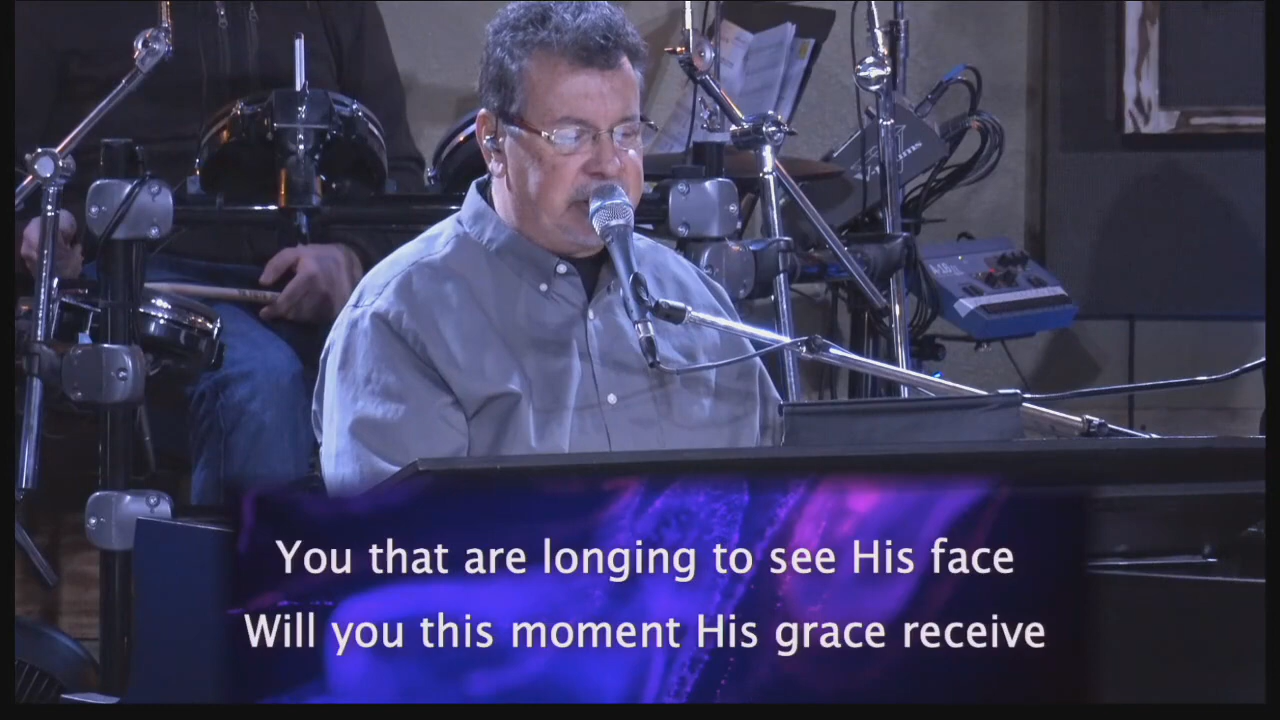 You that are longing to see His face
Will you this moment His grace receive